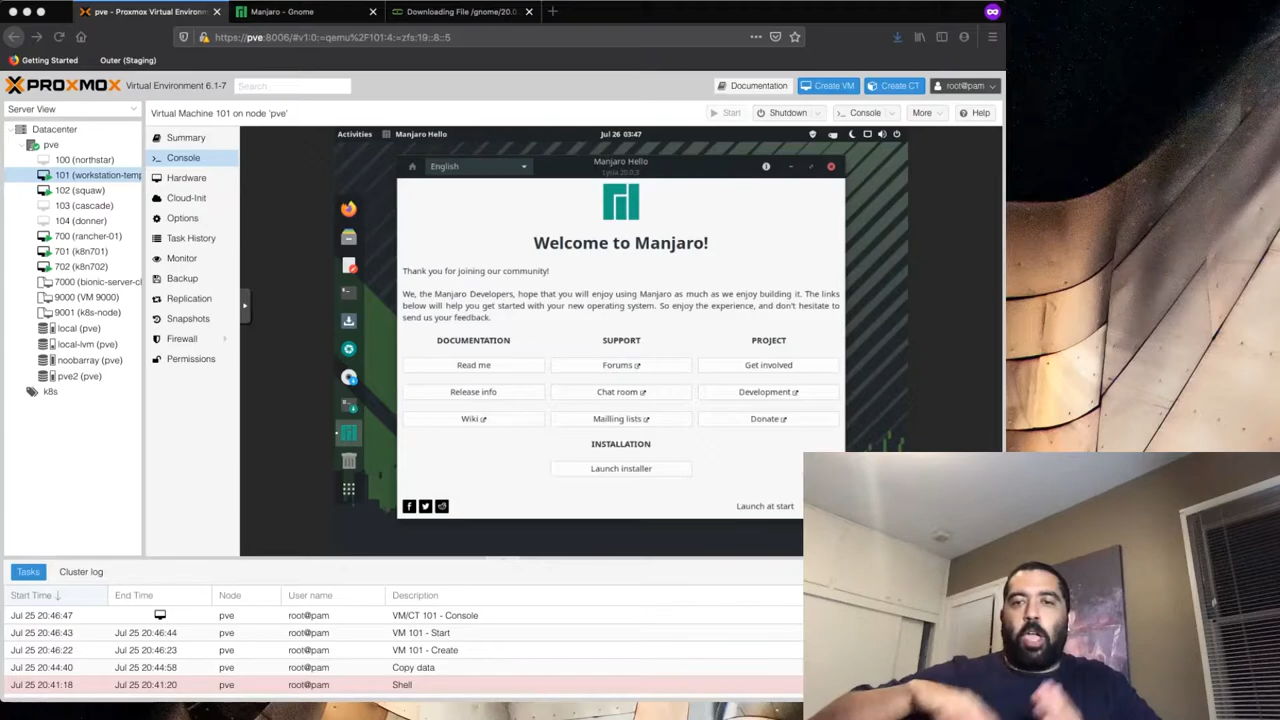 pve - Proxmox Virtual Environm
Manjaro - Gnome
Downloading File /gnome/20.0
https://pve:8006/#v1:0:=qemu%2F101:4:=zfs:19::8::5
Getting Started
Outer (Staging)
PROXMOX
Virtual Environment 6.1-7
Search
Documentation
Create VM
Create CT
root@pam
Server View
Virtual Machine 101 on node 'pve'
Start
Shutdown
Console
More
Help
Datacenter
pve
100 (northstar)
101 (workstation-temp
102 (squaw)
103 (cascade)
104 (donner)
700 (rancher-01)
701 (k8n701)
702 (k8n702)
7000 (bionic-server-cl
9000 (VM 9000)
9001 (k8s-node)
local (pve)
local-lvm (pve)
noobarray (pve)
pve2 (pve)
k8s
Summary
Console
Hardware
Cloud-Init
Options
Task History
Monitor
Backup
Replication
Snapshots
Firewall
Permissions
Activities
Manjaro Hello
Jul 26 03:47
English
Manjaro Hello
Lysia 20.0.3
Welcome to Manjaro!
Thank you for joining our community!
We, the Manjaro Developers, hope that you will enjoy using Manjaro as much as we enjoy building it. The links
below will help you get started with your new operating system. So enjoy the experience, and don't hesitate to
send us your feedback.
DOCUMENTATION
SUPPORT
PROJECT
Read me
Forums
Get involved
Release info
Chat room
Development
Wiki
Mailling lists
Donate
INSTALLATION
Launch installer
Launch at start
Tasks
Cluster log
Start Time
End Time
Node
User name
Description
Jul 25 20:46:47
pve
root@pam
VM/CT 101 - Console
Jul 25 20:46:43
Jul 25 20:46:44
pve
root@pam
VM 101 - Start
Jul 25 20:46:22
Jul 25 20:46:23
pve
root@pam
VM 101 - Create
Jul 25 20:44:40
Jul 25 20:44:58
pve
root@pam
Copy data
Jul 25 20:41:18
Jul 25 20:41:20
pve
root@pam
Shell